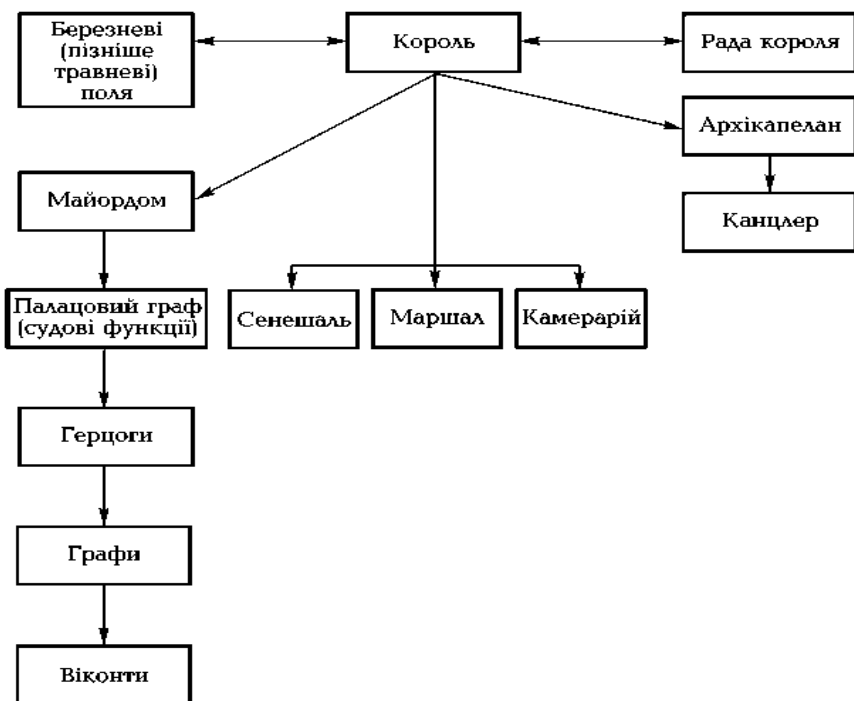 Березневі
(пізніше
травневі)
поля
Король
Рада короля
Архікапелан
Майордом
Канцлер
Палацовий граф
(судові функції)
Сенешаль
Маршал
Камерарій
Герцоги
Графи
Віконти